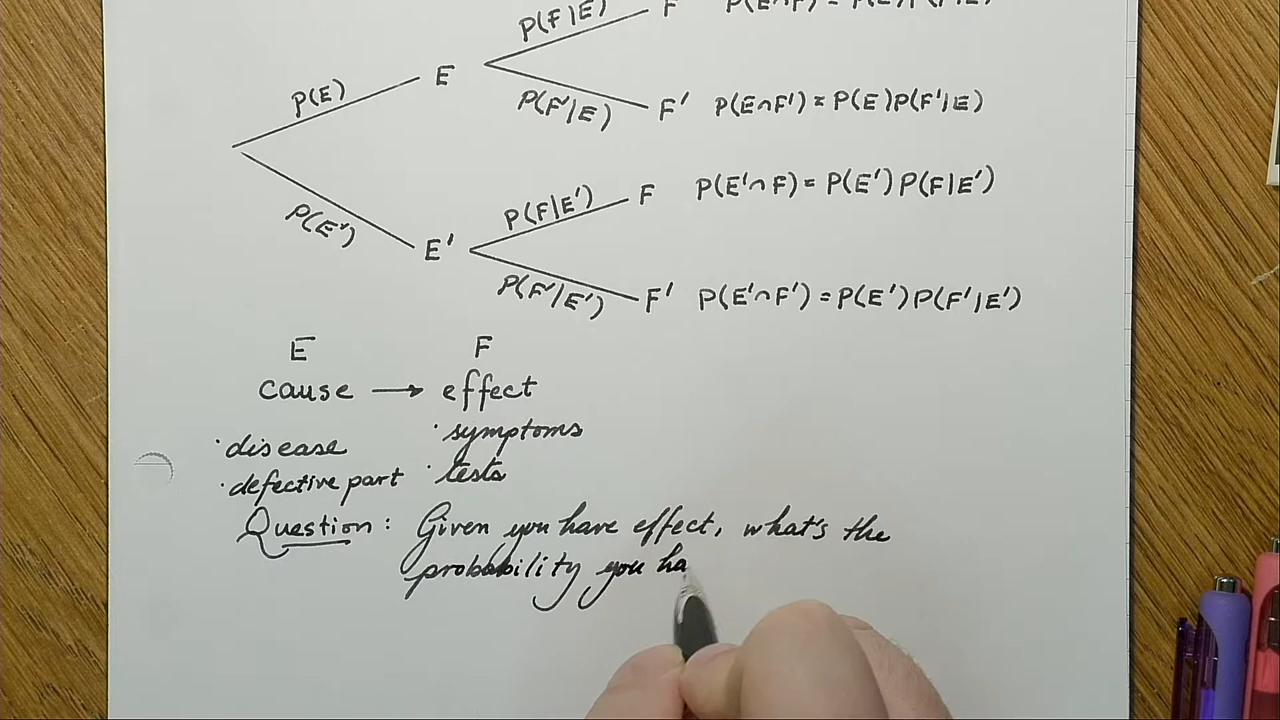 P(F|E) F P(E∩F) = P(E)P(F|E)
P(E) E
P(F'|E) F' P(E∩F') = P(E)P(F'|E)
P(F|E') F P(E'∩F) = P(E')P(F|E')
P(E') E'
P(F'|E') F' P(E'∩F') = P(E')P(F'|E')
E F
cause → effect
·disease ·symptoms
·defective part ·tests
Question: Given you have effect, what's the
probability you ha